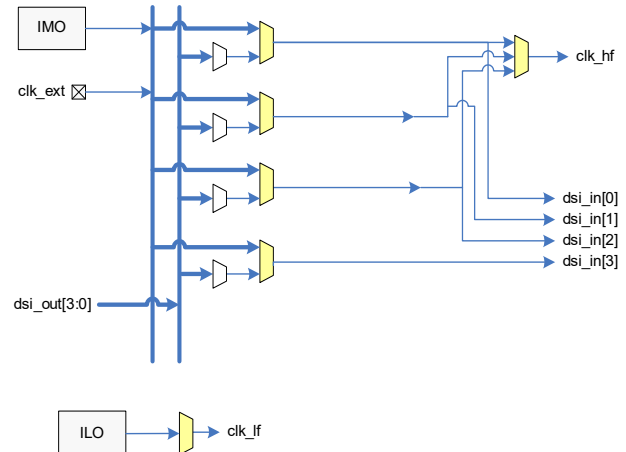 IMO
clk_hf
clk_ext
dsi_in[0]
dsi_in[1]
dsi_in[2]
dsi_in[3]
dsi_out[3:0]
ILO
clk_lf